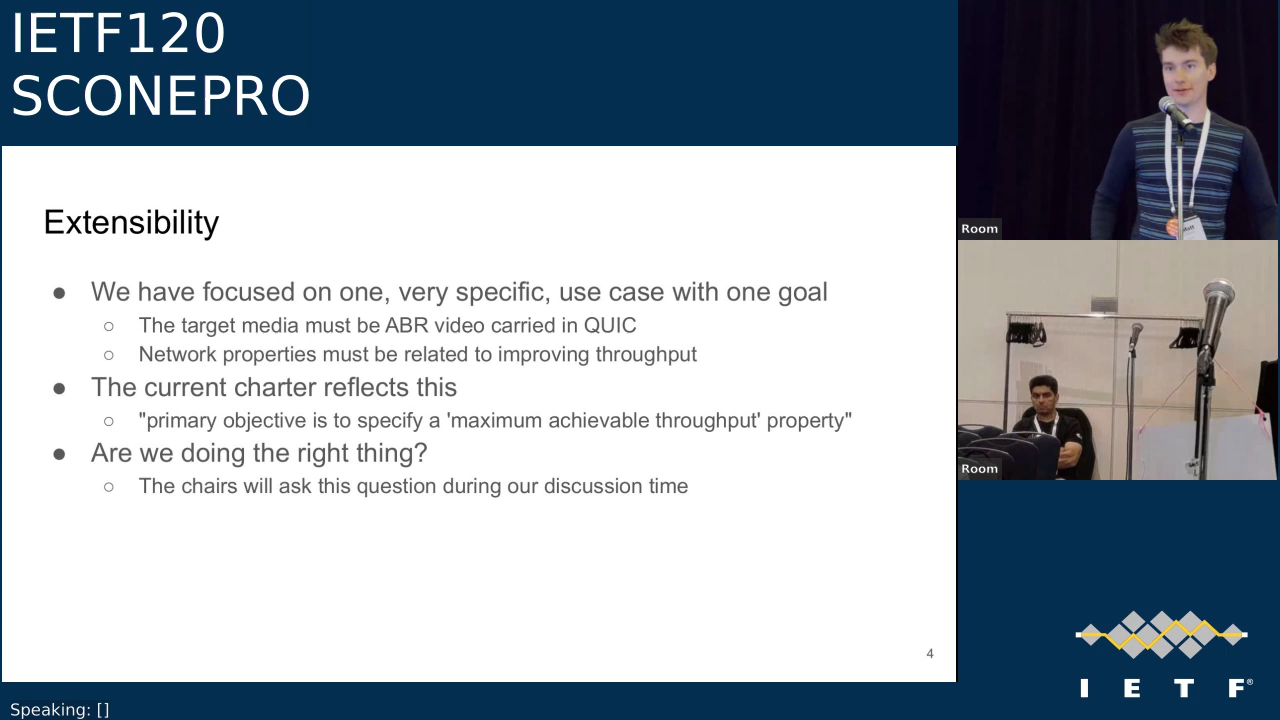 IETF120
SCONEPRO
Extensibility
● We have focused on one, very specific, use case with one goal
○ The target media must be ABR video carried in QUIC
○ Network properties must be related to improving throughput
● The current charter reflects this
○ "primary objective is to specify a 'maximum achievable throughput' property"
● Are we doing the right thing?
○ The chairs will ask this question during our discussion time
4
Room
Matt
Room
I E T F®
Speaking: []